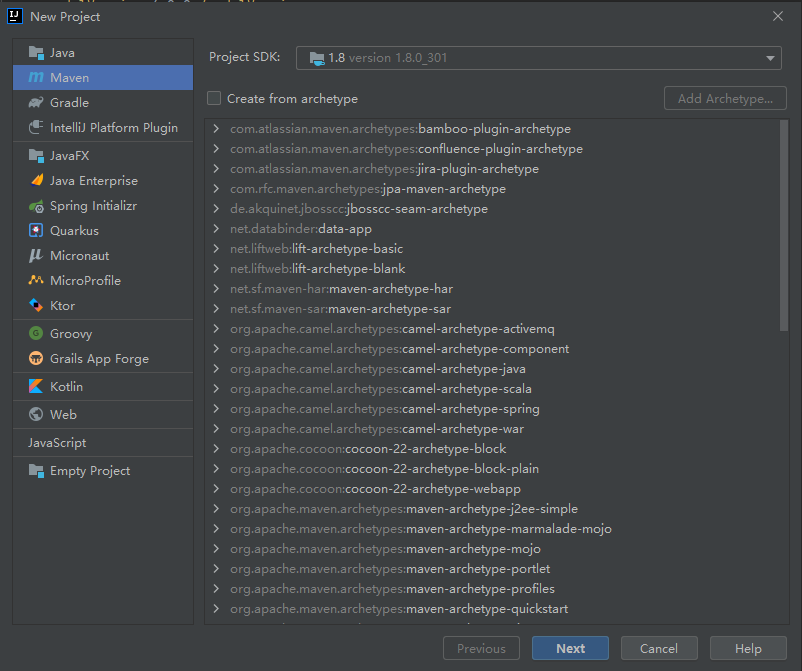 New Project
Java
Maven
Gradle
IntelliJ Platform Plugin
JavaFX
Java Enterprise
Spring Initializr
Quarkus
Micronaut
MicroProfile
Ktor
Groovy
Grails App Forge
Kotlin
Web
JavaScript
Empty Project
Project SDK:
1.8 version 1.8.0_301
Create from archetype
Add Archetype...
com.atlassian.maven.archetypes:bamboo-plugin-archetype
com.atlassian.maven.archetypes:confluence-plugin-archetype
com.atlassian.maven.archetypes:jira-plugin-archetype
com.rfc.maven.archetypes:jpa-maven-archetype
de.akquinet.jbosscc:jbosscc-seam-archetype
net.databinder:data-app
net.liftweb:lift-archetype-basic
net.liftweb:lift-archetype-blank
net.sf.maven-har:maven-archetype-har
net.sf.maven-sar:maven-archetype-sar
org.apache.camel.archetypes:camel-archetype-activemq
org.apache.camel.archetypes:camel-archetype-component
org.apache.camel.archetypes:camel-archetype-java
org.apache.camel.archetypes:camel-archetype-scala
org.apache.camel.archetypes:camel-archetype-spring
org.apache.camel.archetypes:camel-archetype-war
org.apache.cocoon:cocoon-22-archetype-block
org.apache.cocoon:cocoon-22-archetype-block-plain
org.apache.cocoon:cocoon-22-archetype-webapp
org.apache.maven.archetypes:maven-archetype-j2ee-simple
org.apache.maven.archetypes:maven-archetype-marmalade-mojo
org.apache.maven.archetypes:maven-archetype-mojo
org.apache.maven.archetypes:maven-archetype-portlet
org.apache.maven.archetypes:maven-archetype-profiles
org.apache.maven.archetypes:maven-archetype-quickstart
Previous
Next
Cancel
Help